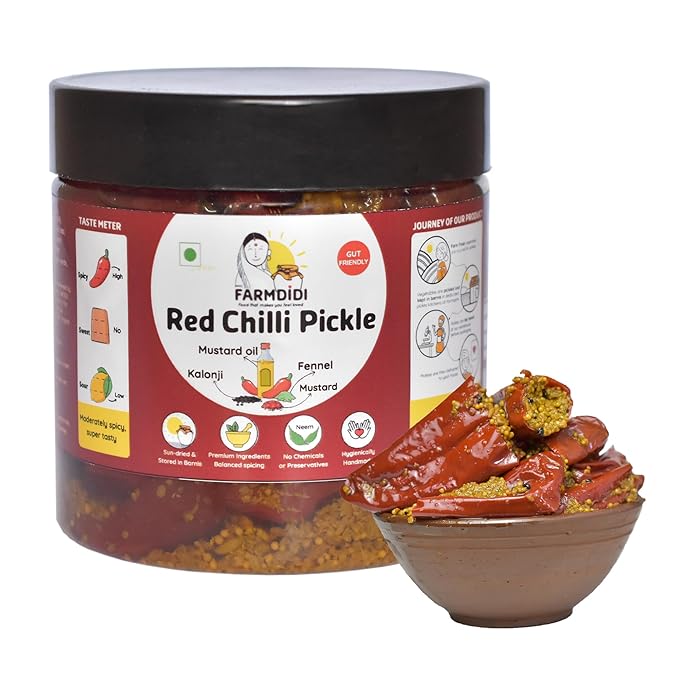 TASTE METER
Spicy
High
Sweet
No
Sour
Low
Moderately spicy,
super tasty
FARMDIDI
Food that makes you feel loved
GUT
FRIENDLY
Red Chilli Pickle
Mustard oil
Fennel
Kalonji
Mustard
Sun-dried &
Stored in Barnis
Premium Ingredients
Balanced spicing
Neem
No Chemicals
or Preservatives
Hygienically
Handmade
JOURNEY OF OUR PRODUCT